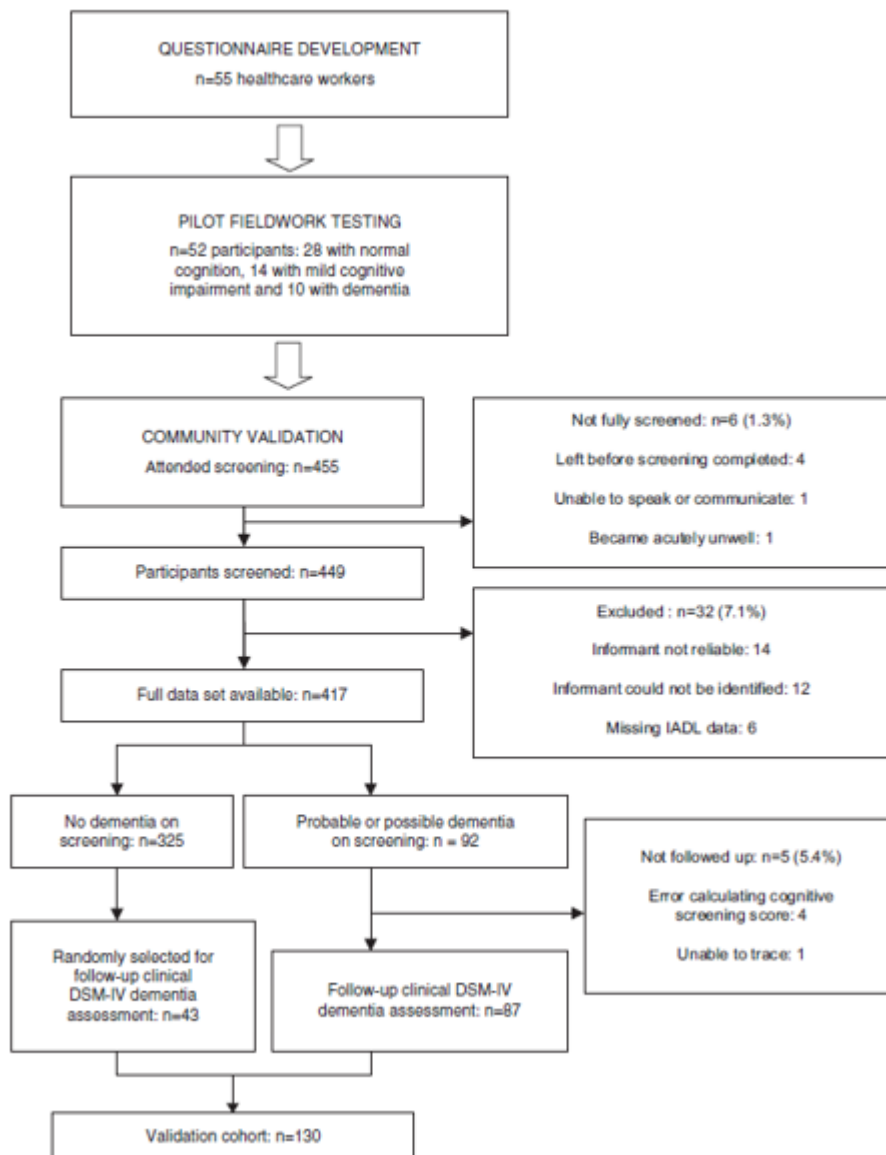 QUESTIONNAIRE DEVELOPMENT
n=55 healthcare workers
PILOT FIELDWORK TESTING
n=52 participants: 28 with normal
cognition, 14 with mild cognitive
impairment and 10 with dementia
COMMUNITY VALIDATION
Attended screening: n=455
Not fully screened: n=6 (1.3%)
Left before screening completed: 4
Unable to speak or communicate: 1
Became acutely unwell: 1
Participants screened: n=449
Excluded : n=32 (7.1%)
Informant not reliable: 14
Informant could not be identified: 12
Missing IADL data: 6
Full data set available: n=417
No dementia on
screening: n=325
Probable or possible dementia
on screening: n = 92
Not followed up: n=5 (5.4%)
Error calculating cognitive
screening score: 4
Unable to trace: 1
Randomly selected for
follow-up clinical
DSM-IV dementia
assessment: n=43
Follow-up clinical DSM-IV
dementia assessment: n=87
Validation cohort: n=130